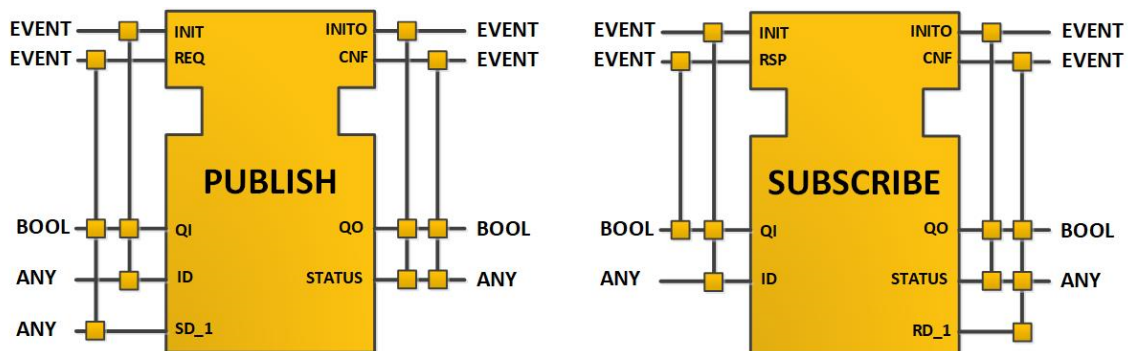 EVENT INIT INITO EVENT
EVENT REQ CNF EVENT
PUBLISH
BOOL QI QO BOOL
ANY ID STATUS ANY
ANY SD_1
EVENT INIT INITO EVENT
EVENT RSP CNF EVENT
SUBSCRIBE
BOOL QI QO BOOL
ANY ID STATUS ANY
RD_1